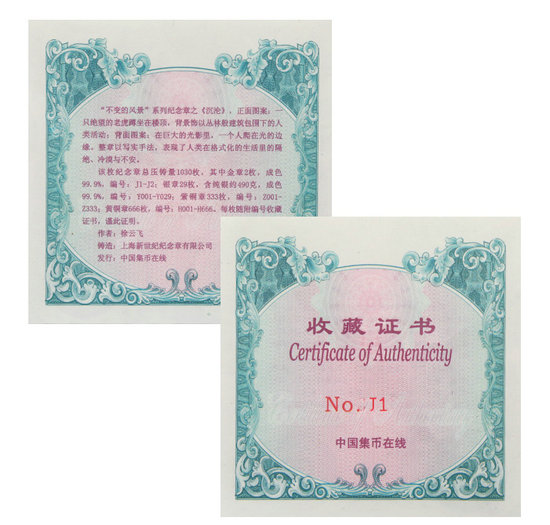 “不变的风景”系列纪念章之《沉沦》，正面图案：一
只绝望的老虎蹲坐在楼顶，背景饰以丛林般建筑包围下的人
类活动；背面图案：在巨大的光影里，一个人爬在光的边
缘。整章以写实手法，表现了人类在格式化的生活里的隔
绝、冷漠与不安。
该枚纪念章总压铸量1030枚，其中金章2枚，成色
99.9%，编号：J1-J2；银章29枚，含纯银约490克，成色
99.9%，编号：Y001-Y029；紫铜章333枚，编号：Z001-
Z333；黄铜章666枚，编号：H001-H666。每枚随附编号收藏
证书，谨此证明。
作者：徐云飞
铸造：上海新世纪纪念章有限公司
发行：中国集币在线
收藏证书
Certificate of Authenticity
No. J1
中国集币在线